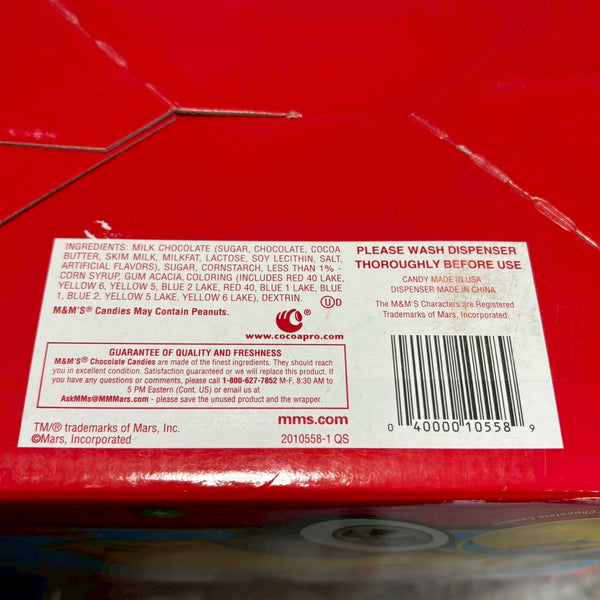 INGREDIENTS: MILK CHOCOLATE (SUGAR, CHOCOLATE, COCOA
BUTTER, SKIM MILK, MILKFAT, LACTOSE, SOY LECITHIN, SALT,
ARTIFICIAL FLAVORS), SUGAR, CORNSTARCH, LESS THAN 1% -
CORN SYRUP, GUM ACACIA, COLORING (INCLUDES RED 40 LAKE,
YELLOW 6, YELLOW 5, BLUE 2 LAKE, RED 40, BLUE 1 LAKE, BLUE
1, BLUE 2, YELLOW 5 LAKE, YELLOW 6 LAKE), DEXTRIN.
M&M'S® Candies May Contain Peanuts.
UD
®
www.cocoapro.com
GUARANTEE OF QUALITY AND FRESHNESS
M&M'S® Chocolate Candies are made of the finest ingredients. They should reach
you in excellent condition. Satisfaction guaranteed or we will replace this product. If
you have any questions or comments, please call 1-800-627-7852 M-F, 8:30 AM to
5 PM Eastern (Cont. US) or email us at
AskMMs@MMMars.com - please save the unused product and the wrapper.
TM/® trademarks of Mars, Inc.
©Mars, Incorporated
mms.com
2010558-1 QS
PLEASE WASH DISPENSER
THOROUGHLY BEFORE USE
CANDY MADE IN USA
DISPENSER MADE IN CHINA
The M&M'S Characters are Registered
Trademarks of Mars, Incorporated.
0 40000 10558 9
Chocolate Candies